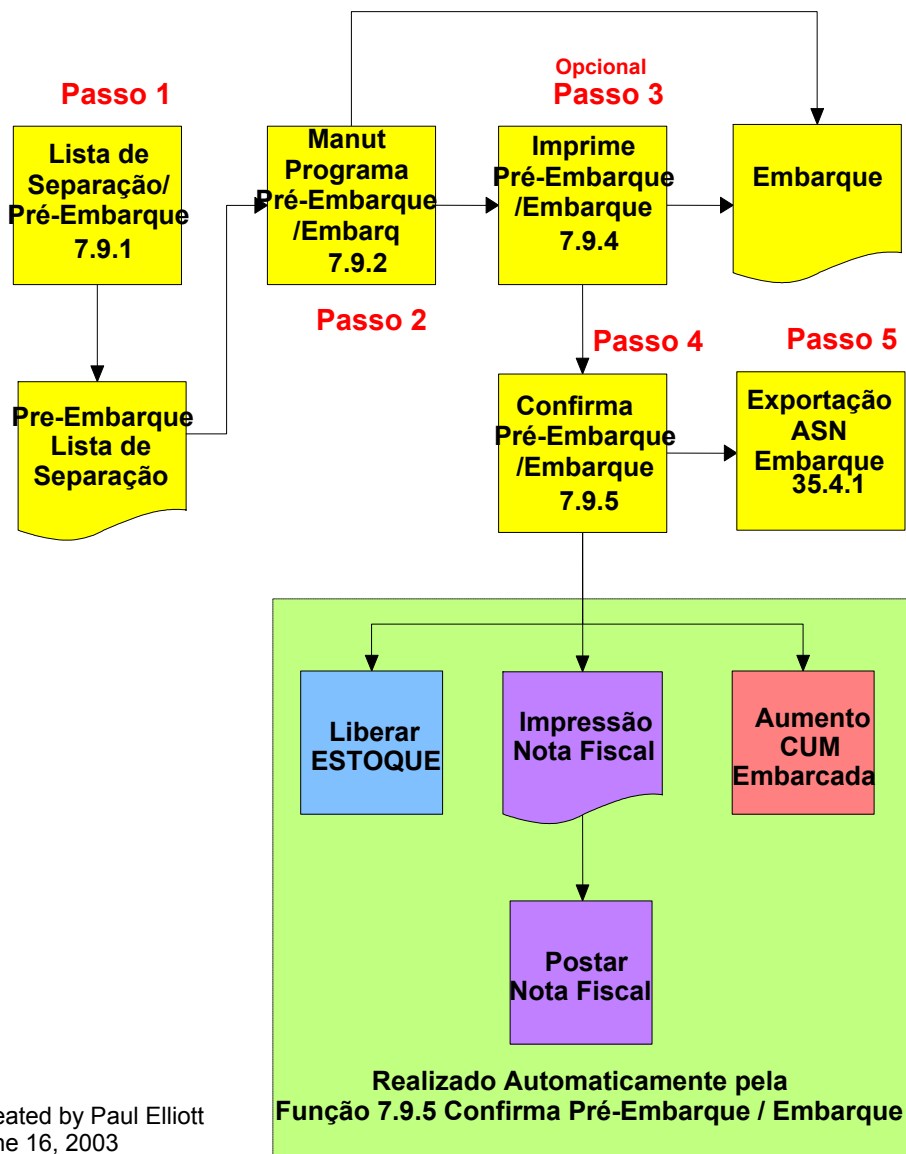 Passo 1
Lista de
Separação/
Pré-Embarque
7.9.1
Pre-Embarque
Lista de
Separação
Manut
Programa
Pré-Embarque
/Embarq
7.9.2
Passo 2
Opcional
Passo 3
Imprime
Pré-Embarque
/Embarque
7.9.4
Embarque
Passo 4
Confirma
Pré-Embarque
/Embarque
7.9.5
Passo 5
Exportação
ASN
Embarque
35.4.1
Liberar
ESTOQUE
Impressão
Nota Fiscal
Aumento
CUM
Embarcada
Postar
Nota Fiscal
Realizado Automaticamente pela
Função 7.9.5 Confirma Pré-Embarque / Embarque
eated by Paul Elliott
ne 16, 2003